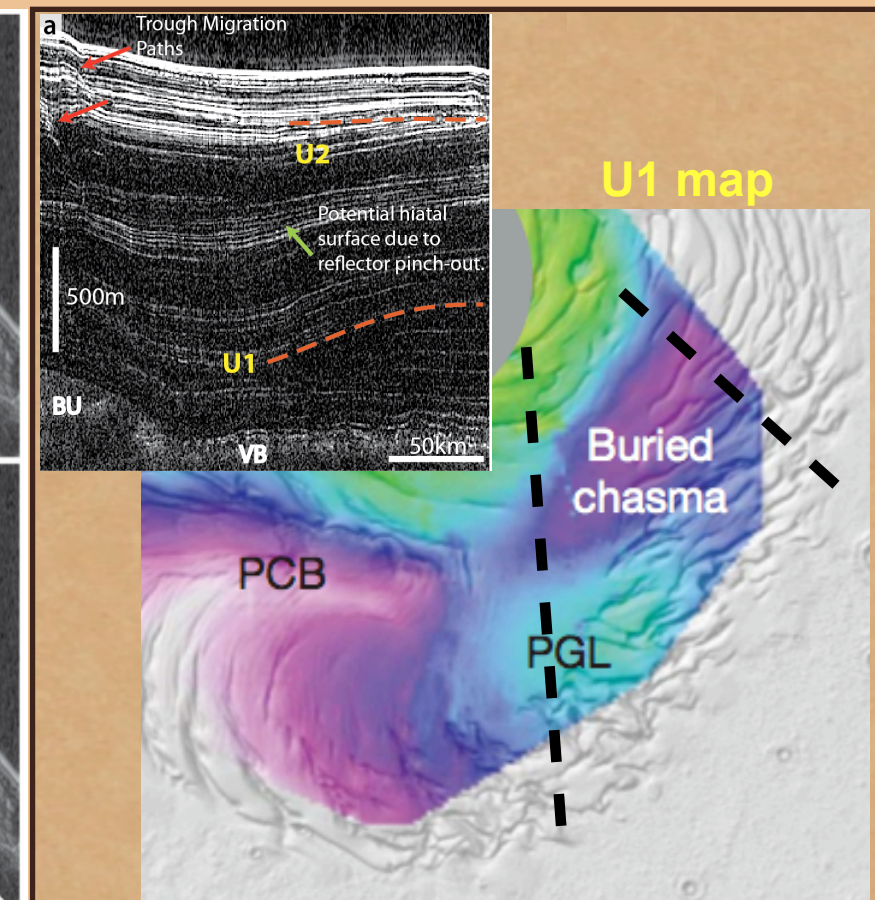 a
Trough Migration
Paths
U2
Potential hiatal
surface due to
reflector pinch-out.
500m
U1
BU
VB
50km
U1 map
Buried
chasma
PCB
PGL